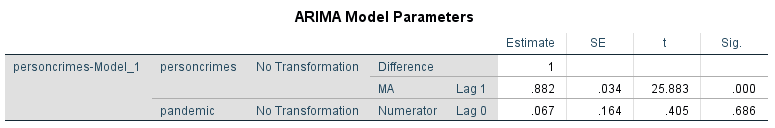 ARIMA Model Parameters
Estimate SE t Sig.
personcrimes-Model_1 personcrimes No Transformation Difference 1
MA Lag 1 .882 .034 25.883 .000
pandemic No Transformation Numerator Lag 0 .067 .164 .405 .686